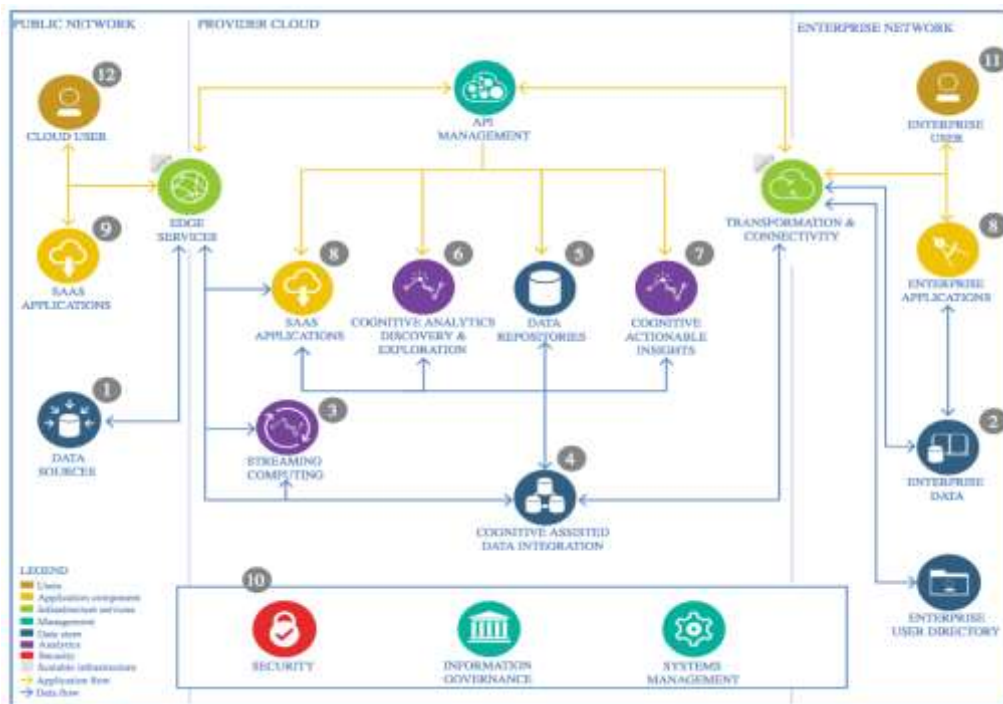 PUBLIC NETWORK
PROVIDER CLOUD
ENTERPRISE NETWORK
12
CLOUD USER
API
MANAGEMENT
11
ENTERPRISE
USER
EDGE
SERVICES
TRANSFORMATION &
CONNECTIVITY
9
SAAS
APPLICATIONS
8
SAAS
APPLICATIONS
6
COGNITIVE ANALYTICS
DISCOVERY &
EXPLORATION
5
DATA
REPOSITORIES
7
COGNITIVE
ACTIONABLE
INSIGHTS
8
ENTERPRISE
APPLICATIONS
1
DATA
SOURCES
3
STREAMING
COMPUTING
4
COGNITIVE ASSISTED
DATA INTEGRATION
2
ENTERPRISE
DATA
ENTERPRISE
USER DIRECTORY
LEGEND
Users
Application component
Infrastructure services
Management
Data store
Analytics
Security
Scalable infrastructure
Application flow
Data flow
10
SECURITY
INFORMATION
GOVERNANCE
SYSTEMS
MANAGEMENT